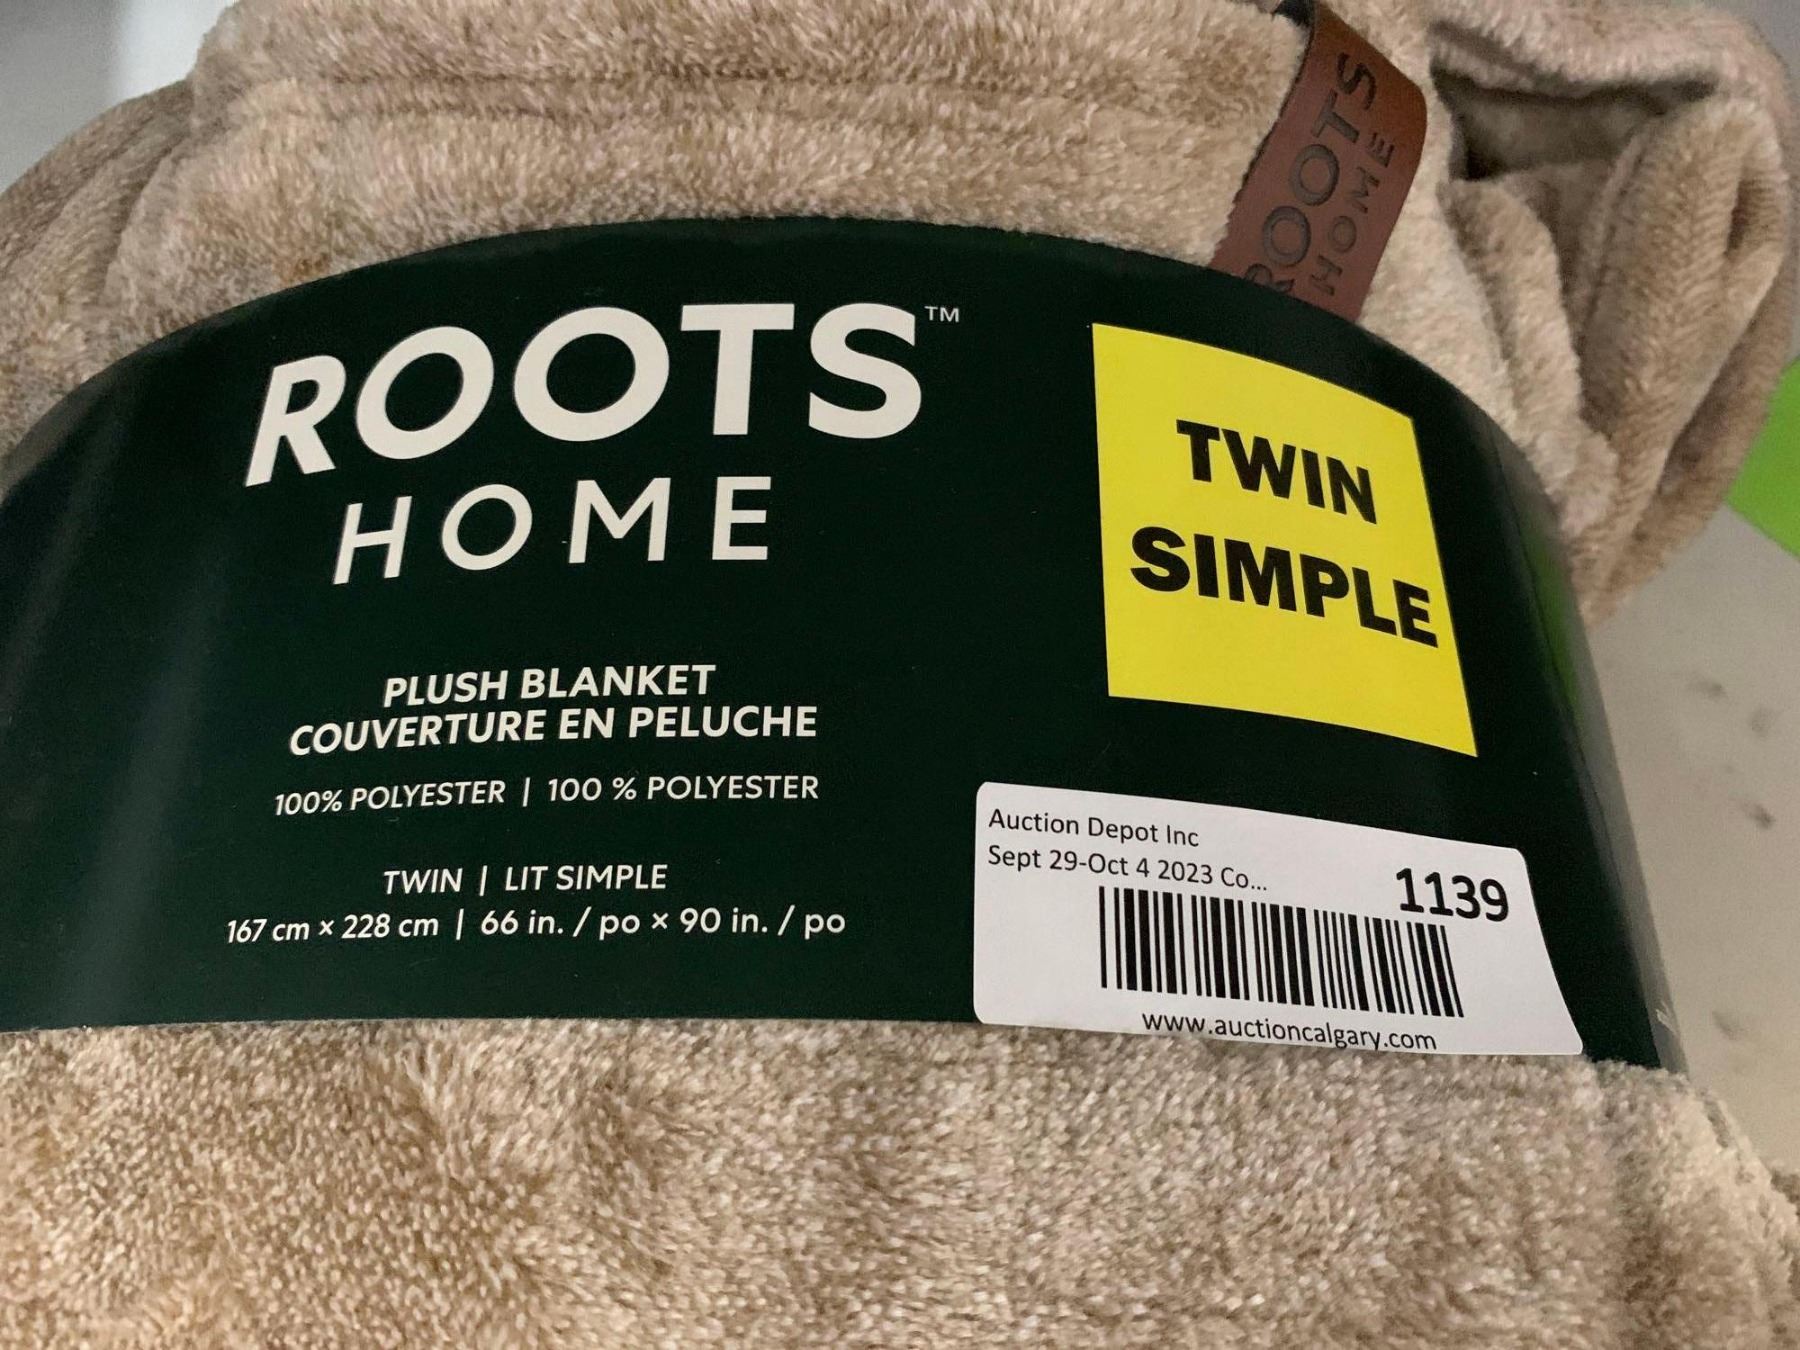 ROOTS
HOME
ROOTS™
HOME
TWIN
SIMPLE
PLUSH BLANKET
COUVERTURE EN PELUCHE
100% POLYESTER | 100 % POLYESTER
TWIN | LIT SIMPLE
167 cm × 228 cm | 66 in. / po × 90 in. / po
Auction Depot Inc
Sept 29-Oct 4 2023 Co...
1139
www.auctioncalgary.com